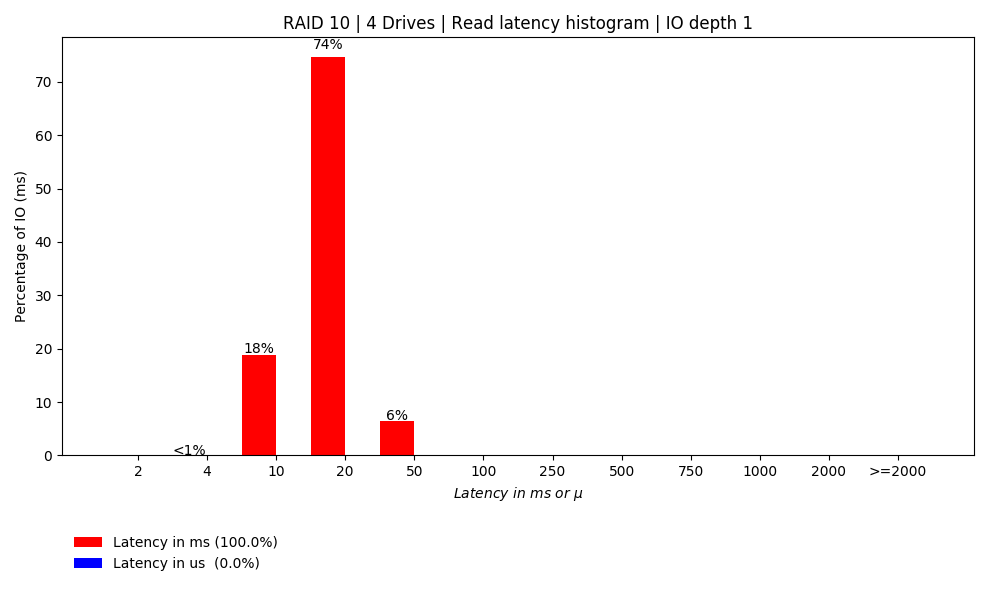 RAID 10 | 4 Drives | Read latency histogram | IO depth 1
74%
18%
6%
<1%
Percentage of IO (ms)
70
60
50
40
30
20
10
0
2 4 10 20 50 100 250 500 750 1000 2000 >=2000
Latency in ms or μ
Latency in ms (100.0%)
Latency in us  (0.0%)